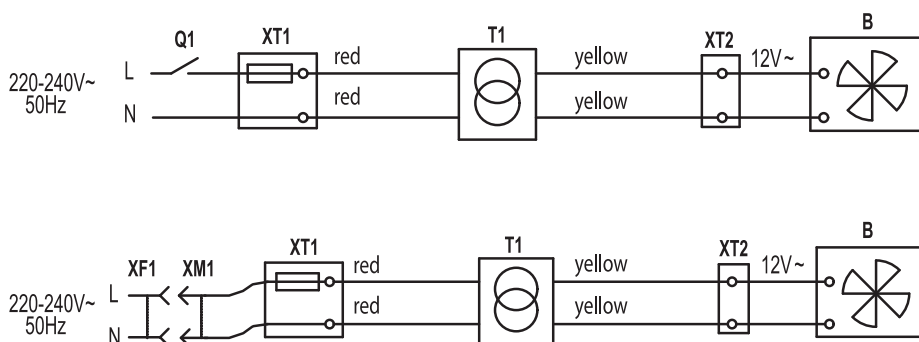 Q1 XT1 T1 XT2 B
220-240V~ 50Hz
L red yellow 12V~
N red yellow
XF1 XM1 XT1 T1 XT2 B
220-240V~ 50Hz
L red yellow 12V~
N red yellow